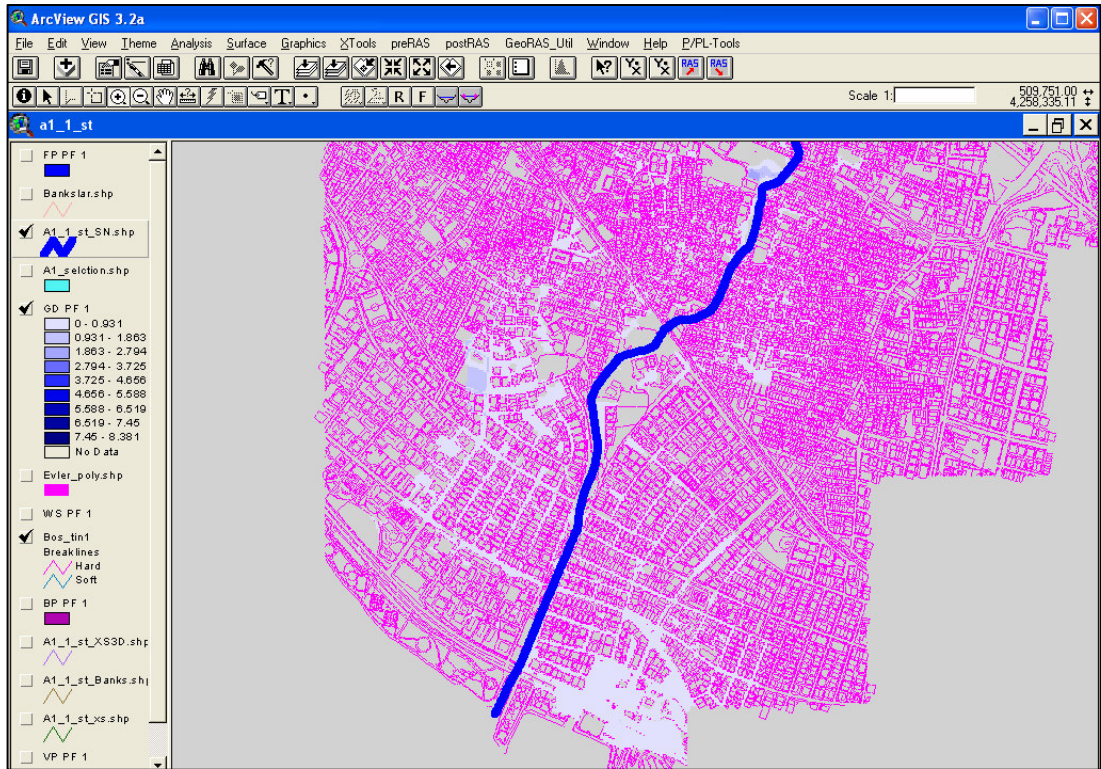 ArcView GIS 3.2a
File Edit View Theme Analysis Surface Graphics XTools preRAS postRAS GeoRAS_Util Window Help P/PL-Tools
? Y X Y X RAS RAS
T R F Scale 1: 509,751.00
4,258,335.11
a1_1_st
FP PF 1
Bankslar.shp
A1_1_st_SN.shp
A1_selction.shp
GD PF 1
0 - 0.931
0.931 - 1.863
1.863 - 2.794
2.794 - 3.725
3.725 - 4.656
4.656 - 5.588
5.588 - 6.519
6.519 - 7.45
7.45 - 8.381
No Data
Evler_poly.shp
WS PF 1
Bos_tin1
Breaklines
Hard
Soft
BP PF 1
A1_1_st_XS3D.shp
A1_1_st_Banks.shp
A1_1_st_xs.shp
VP PF 1